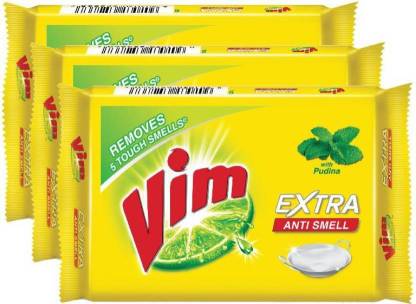 REMOVES
5 TOUGH SMELLS
Vim
with
Pudina
EXTRA
ANTI SMELL